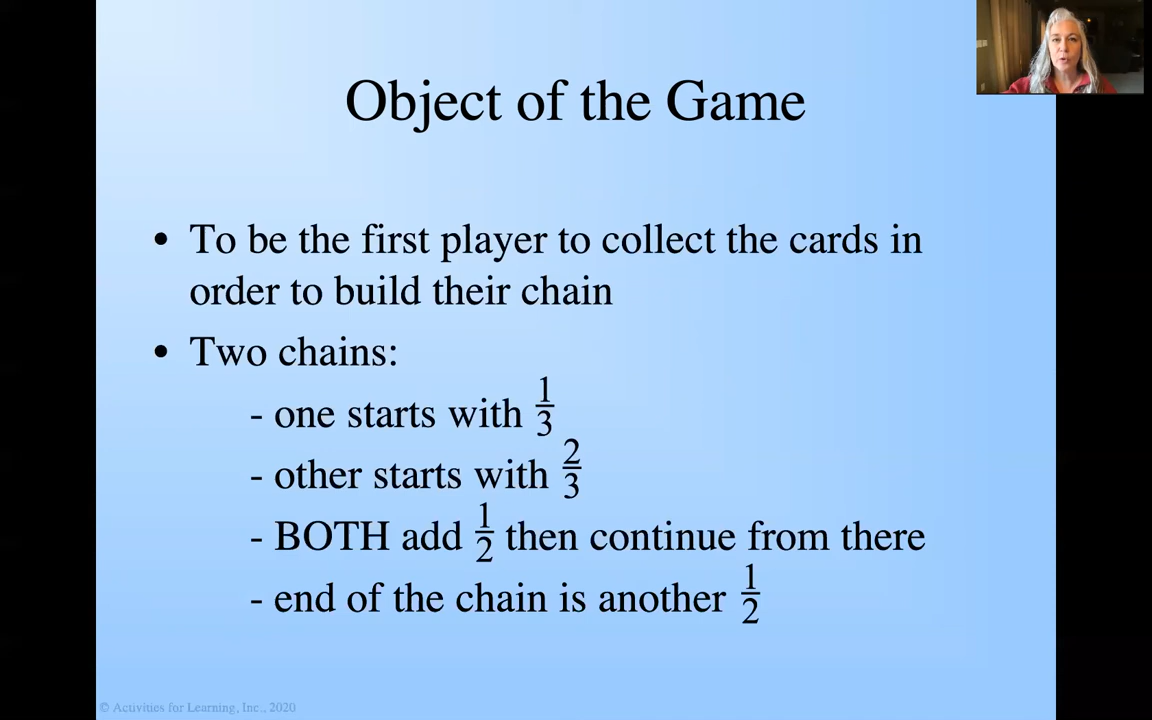 Object of the Game
• To be the first player to collect the cards in
order to build their chain
• Two chains:
- one starts with 1/3
- other starts with 2/3
- BOTH add 1/2 then continue from there
- end of the chain is another 1/2
© Activities for Learning, Inc., 2020